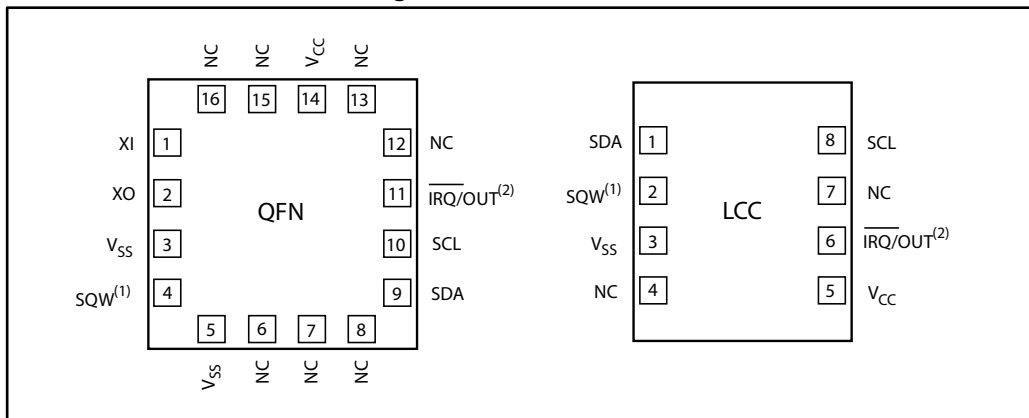 NC NC VCC NC
16 15 14 13
XI 1 12 NC
XO 2 11 IRQ/OUT(2)
QFN
VSS 3 10 SCL
SQW(1) 4 9 SDA
5 6 7 8
VSS NC NC NC
SDA 1 8 SCL
SQW(1) 2 7 NC
LCC
VSS 3 6 IRQ/OUT(2)
NC 4 5 VCC